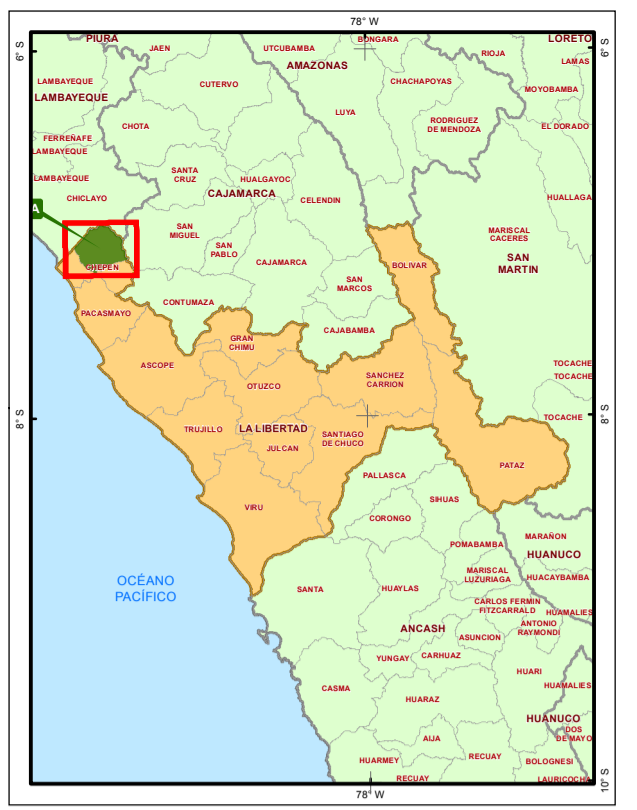 78° W
6° S
6° S
PIURA
JAEN
UTCUBAMBA
BONGARA
LORETO
RIOJA
LAMAS
AMAZONAS
LAMBAYEQUE
CUTERVO
CHACHAPOYAS
MOYOBAMBA
LAMBAYEQUE
LUYA
CHOTA
RODRIGUEZ
DE MENDOZA
EL DORADO
FERREÑAFE
LAMBAYEQUE
SANTA
CRUZ
HUALGAYOC
LAMBAYEQUE
CHICLAYO
CAJAMARCA
CELENDIN
HUALLAGA
A
SAN
MIGUEL
SAN
PABLO
MARISCAL
CACERES
CAJAMARCA
SAN
MARTIN
CHEPEN
BOLIVAR
SAN
MARCOS
CONTUMAZA
PACASMAYO
CAJABAMBA
GRAN
CHIMU
ASCOPE
TOCACHE
TOCACHE
OTUZCO
SANCHEZ
CARRION
8° S
8° S
TOCACHE
TRUJILLO
LA LIBERTAD
SANTIAGO
DE CHUCO
JULCAN
PATAZ
PALLASCA
SIHUAS
VIRU
CORONGO
MARAÑON
POMABAMBA
HUANUCO
OCÉANO
PACÍFICO
SANTA
HUAYLAS
MARISCAL
LUZURIAGA
HUACAYBAMBA
CARLOS FERMIN
FITZCARRALD
HUAMALIES
ANCASH
ANTONIO
RAYMONDI
ASUNCION
YUNGAY
CARHUAZ
HUARI
CASMA
HUARAZ
HUAMALIES
HUANUCO
DOS
DE MAYO
AIJA
HUARMEY
RECUAY
BOLOGNESI
RECUAY
LAURICOCHA
10° S
78° W